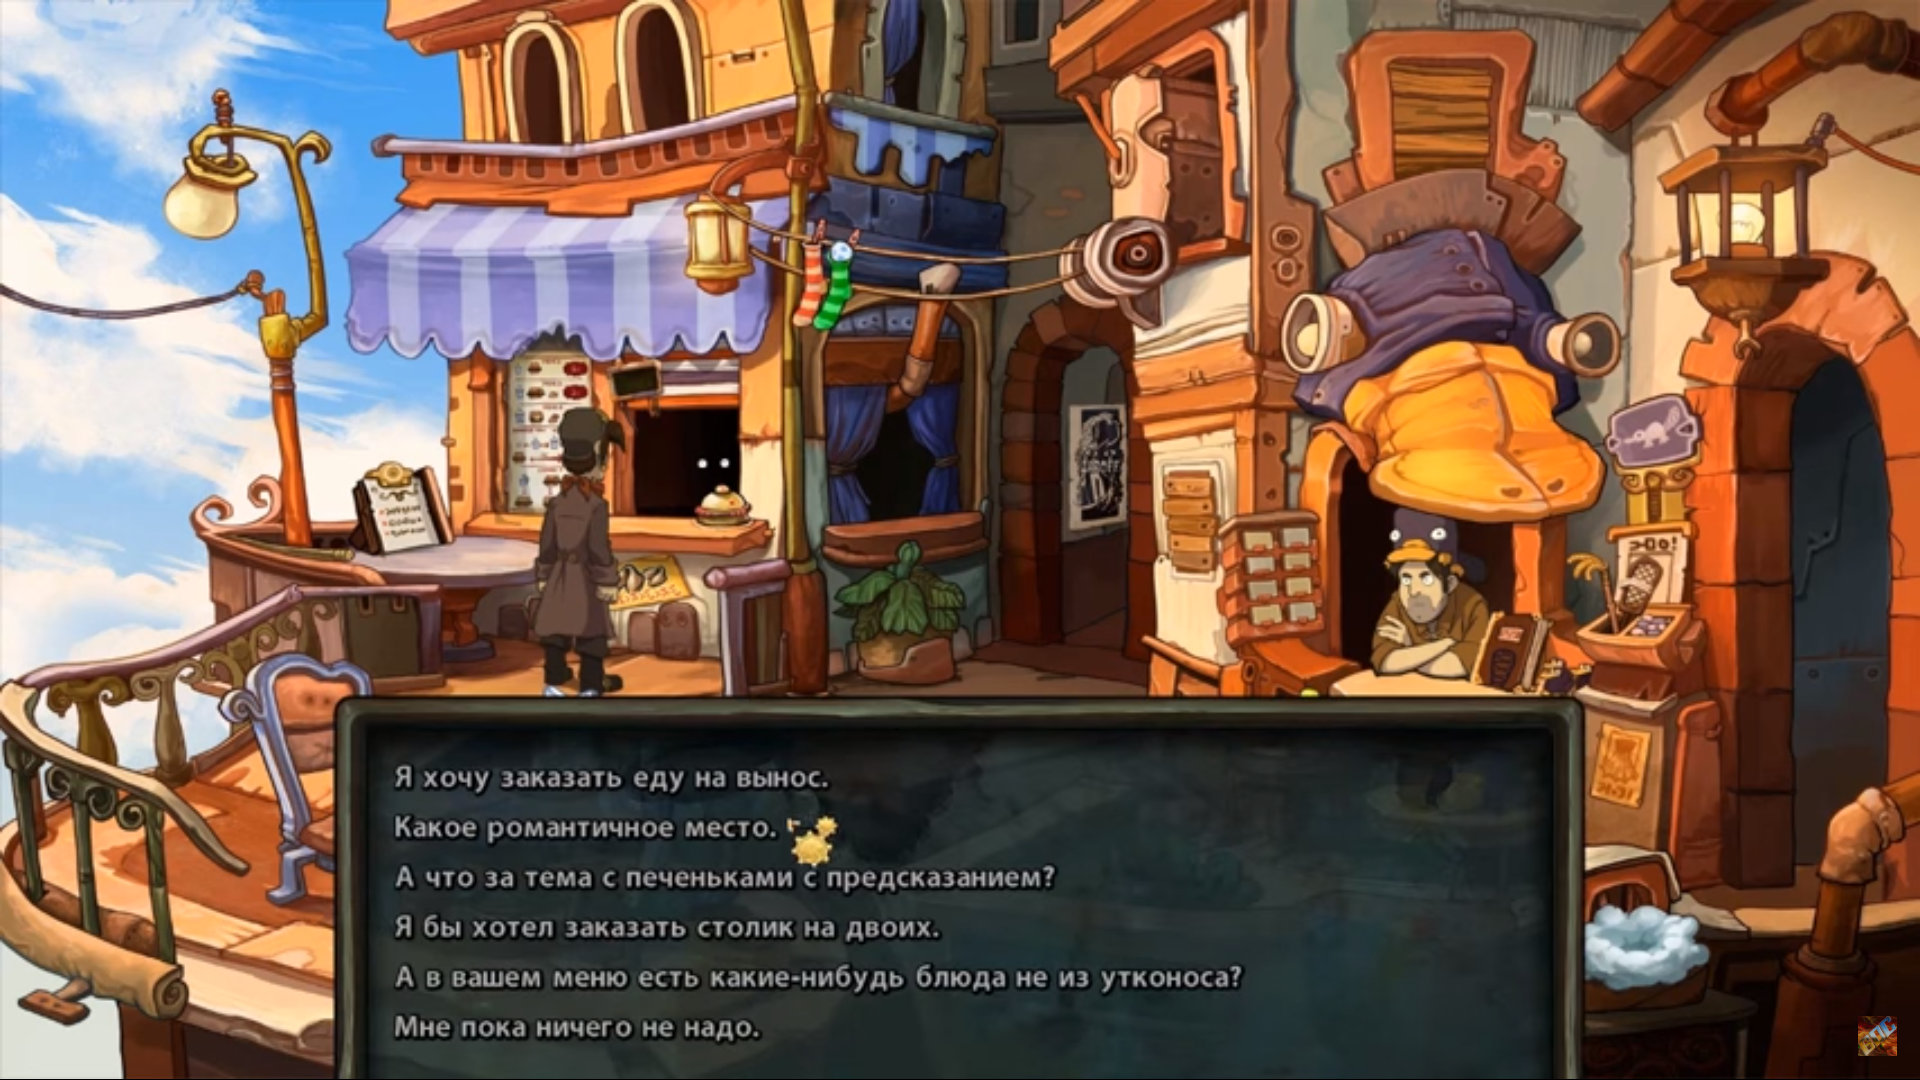 Я хочу заказать еду на вынос.
Какое романтичное место.
А что за тема с печеньками с предсказанием?
Я бы хотел заказать столик на двоих.
А в вашем меню есть какие-нибудь блюда не из утконоса?
Мне пока ничего не надо.